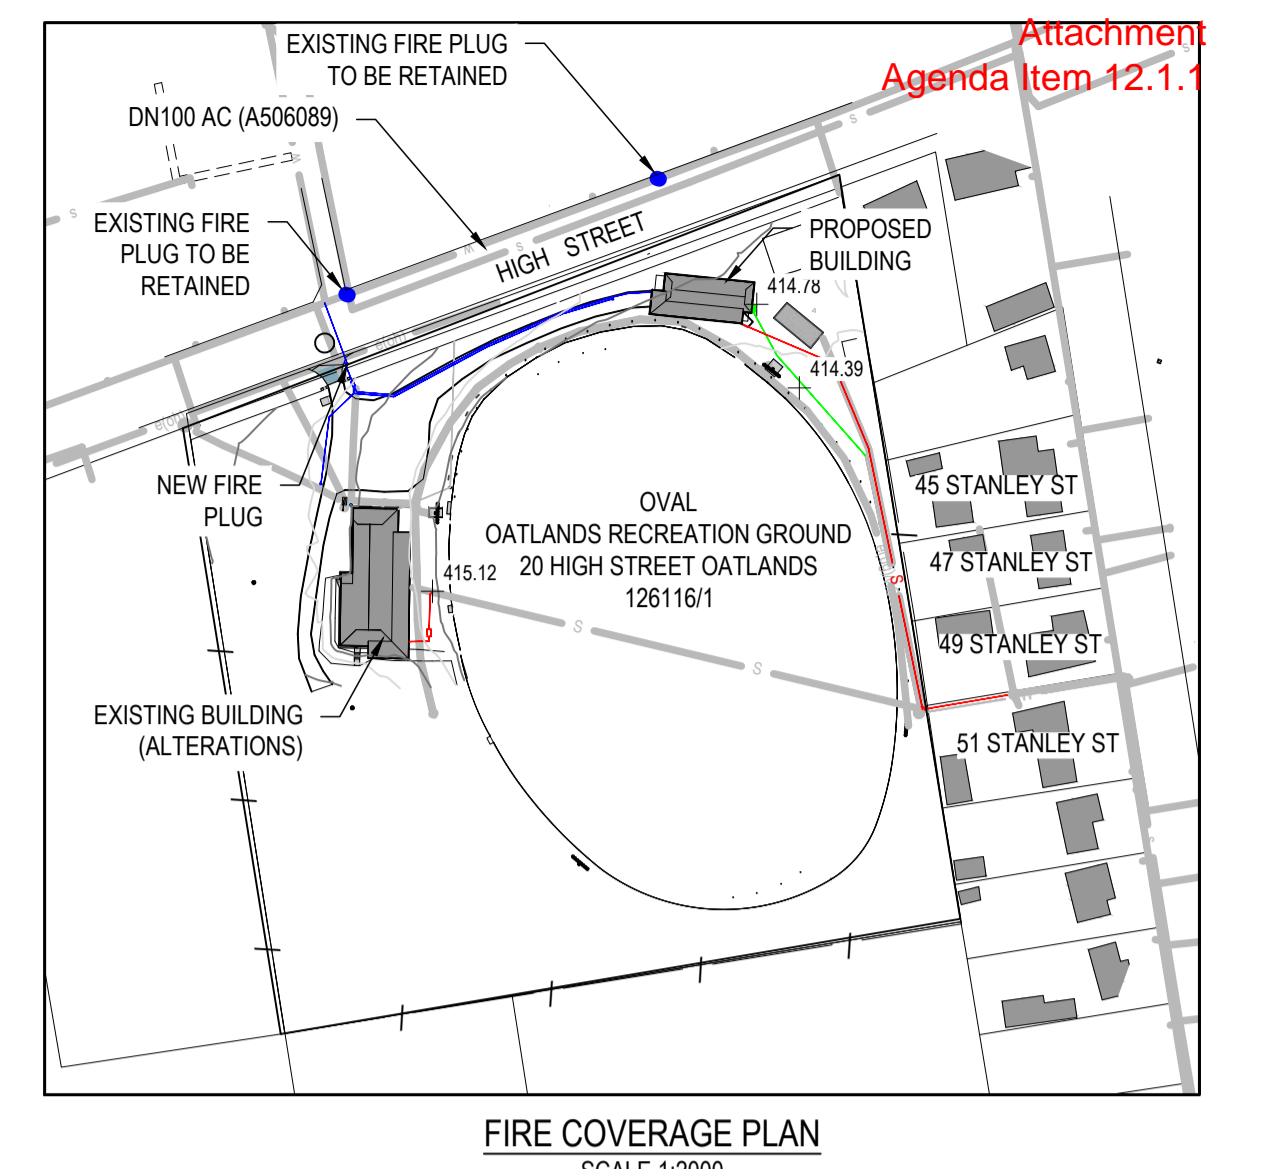 Attachment
Agenda Item 12.1.1
EXISTING FIRE PLUG
TO BE RETAINED
DN100 AC (A506089)
S
S
S
W
W
S
EXISTING FIRE
PLUG TO BE
RETAINED
HIGH STREET
PROPOSED
BUILDING
414.78
414.39
NEW FIRE
PLUG
OVAL
OATLANDS RECREATION GROUND
20 HIGH STREET OATLANDS
126116/1
415.12
45 STANLEY ST
47 STANLEY ST
49 STANLEY ST
51 STANLEY ST
S
S
S
EXISTING BUILDING
(ALTERATIONS)
FIRE COVERAGE PLAN
SCALE 1:2000